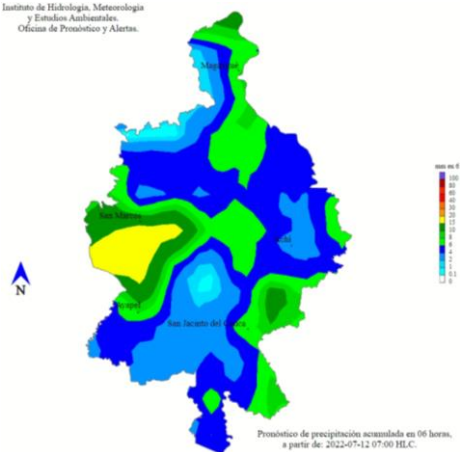 Instituto de Hidrología, Meteorología
y Estudios Ambientales.
Oficina de Pronóstico y Alertas.
San Marcos
Ayapel
San Jacinto del Cauca
Achí
mm en 6
100
80
60
40
30
20
15
10
8
6
4
2
1
0.1
0
N
Pronóstico de precipitación acumulada en 06 horas,
a partir de: 2022-07-12 07:00 HLC.